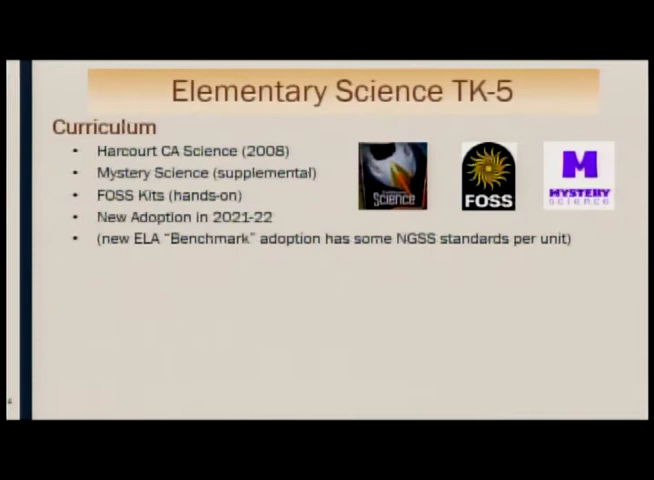 Elementary Science TK-5
Curriculum
• Harcourt CA Science (2008)
• Mystery Science (supplemental)
• FOSS Kits (hands-on)
• New Adoption in 2021-22
• (new ELA “Benchmark” adoption has some NGSS standards per unit)
Science
FOSS
M
MYSTERY
science